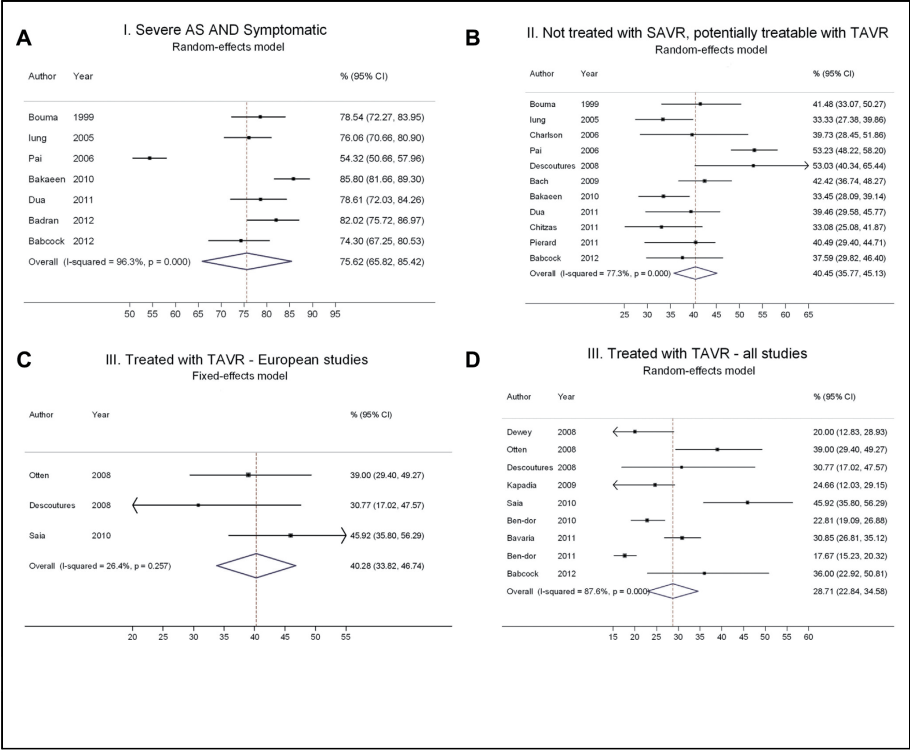 A
I. Severe AS AND Symptomatic
Random-effects model
Author Year % (95% CI)
Bouma 1999 78.54 (72.27, 83.95)
Iung 2005 76.06 (70.66, 80.90)
Pai 2006 54.32 (50.66, 57.96)
Bakaeen 2010 85.80 (81.66, 89.30)
Dua 2011 78.61 (72.03, 84.26)
Badran 2012 82.02 (75.72, 86.97)
Babcock 2012 74.30 (67.25, 80.53)
Overall (I-squared = 96.3%, p = 0.000) 75.62 (65.82, 85.42)
50 55 60 65 70 75 80 85 90 95
B
II. Not treated with SAVR, potentially treatable with TAVR
Random-effects model
Author Year % (95% CI)
Bouma 1999 41.48 (33.07, 50.27)
Iung 2005 33.33 (27.38, 39.86)
Charlson 2006 39.73 (28.45, 51.86)
Pai 2006 53.23 (48.22, 58.20)
Descoutures 2008 53.03 (40.34, 65.44)
Bach 2009 42.42 (36.74, 48.27)
Bakaeen 2010 33.45 (28.09, 39.14)
Dua 2011 39.46 (29.58, 45.77)
Chitzas 2011 33.08 (25.08, 41.87)
Pierard 2011 40.49 (29.40, 44.71)
Babcock 2012 37.59 (29.82, 46.40)
Overall (I-squared = 77.3%, p = 0.000) 40.45 (35.77, 45.13)
25 30 35 40 45 50 55 60 65
C
III. Treated with TAVR - European studies
Fixed-effects model
Author Year % (95% CI)
Otten 2008 39.00 (29.40, 49.27)
Descoutures 2008 30.77 (17.02, 47.57)
Saia 2010 45.92 (35.80, 56.29)
Overall (I-squared = 26.4%, p = 0.257) 40.28 (33.82, 46.74)
20 25 30 35 40 45 50 55
D
III. Treated with TAVR - all studies
Random-effects model
Author Year % (95% CI)
Dewey 2008 20.00 (12.83, 28.93)
Otten 2008 39.00 (29.40, 49.27)
Descoutures 2008 30.77 (17.02, 47.57)
Kapadia 2009 24.66 (12.03, 29.15)
Saia 2010 45.92 (35.80, 56.29)
Ben-dor 2010 22.81 (19.09, 26.88)
Bavaria 2011 30.85 (26.81, 35.12)
Ben-dor 2011 17.67 (15.23, 20.32)
Babcock 2012 36.00 (22.92, 50.81)
Overall (I-squared = 87.6%, p = 0.000) 28.71 (22.84, 34.58)
15 20 25 30 35 40 45 50 55 60